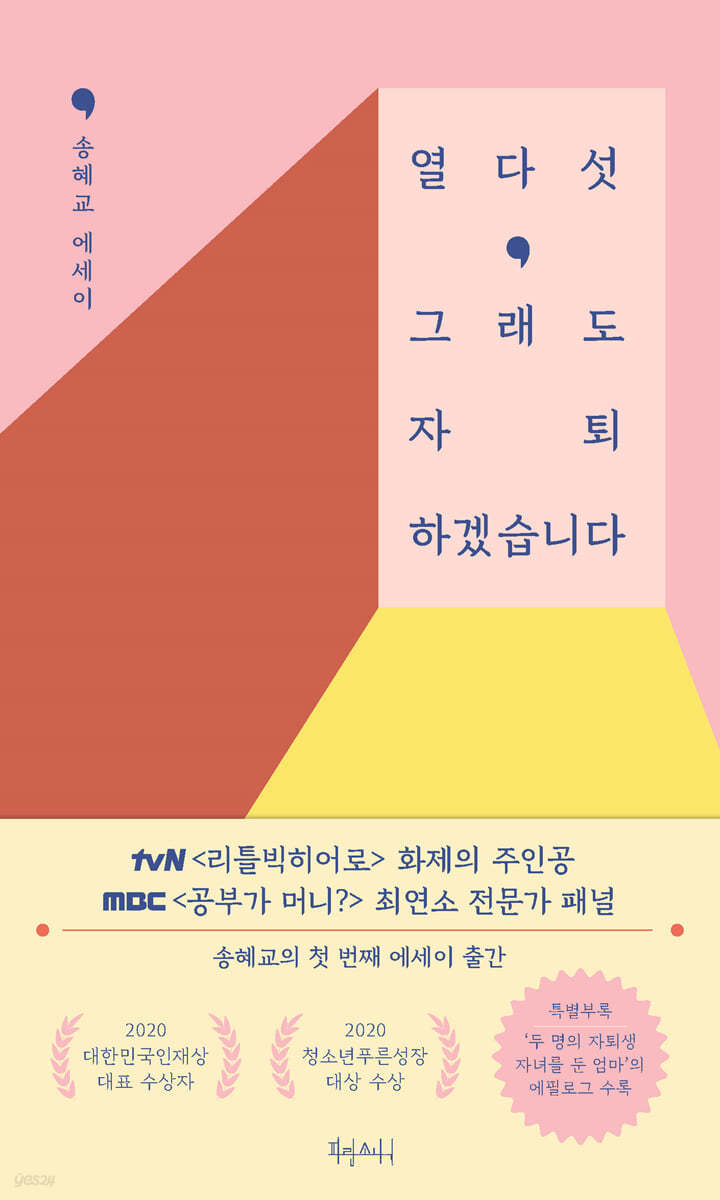 송혜교 에세이
열다섯
,
그래도
자퇴
하겠습니다
tvN <리틀빅히어로> 화제의 주인공
MBC <공부가 머니?> 최연소 전문가 패널
송혜교의 첫 번째 에세이 출간
2020
대한민국인재상
대표 수상자
2020
청소년푸른성장
대상 수상
특별부록
‘두 명의 자퇴생
자녀를 둔 엄마’의
에필로그 수록
yes24